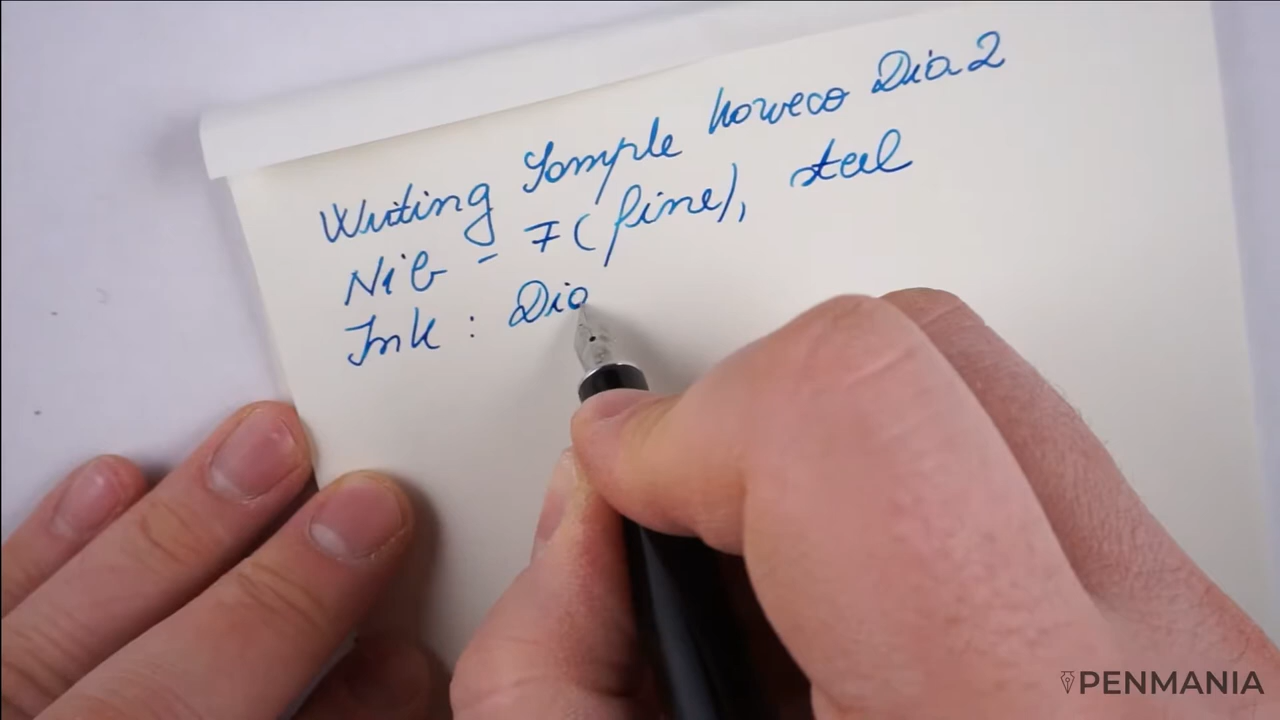 Writing Sample Kaweco Dia 2
Nib - F (fine), steel
Ink : Dia
PENMANIA